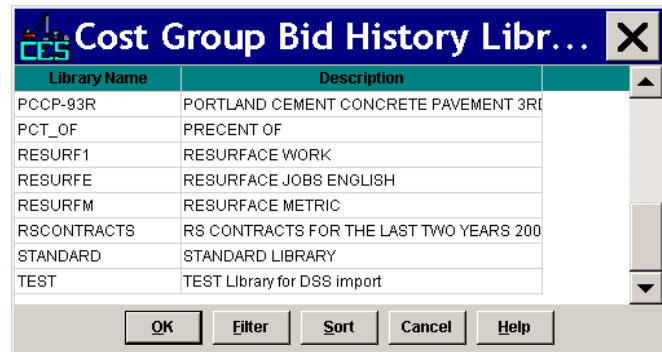 CES Cost Group Bid History Libr...
Library Name Description
PCCP-93R PORTLAND CEMENT CONCRETE PAVEMENT 3R
PCT_OF PRECENT OF
RESURF1 RESURFACE WORK
RESURFE RESURFACE JOBS ENGLISH
RESURFM RESURFACE METRIC
RSCONTRACTS RS CONTRACTS FOR THE LAST TWO YEARS 200
STANDARD STANDARD LIBRARY
TEST TEST LIbrary for DSS import
OK Filter Sort Cancel Help